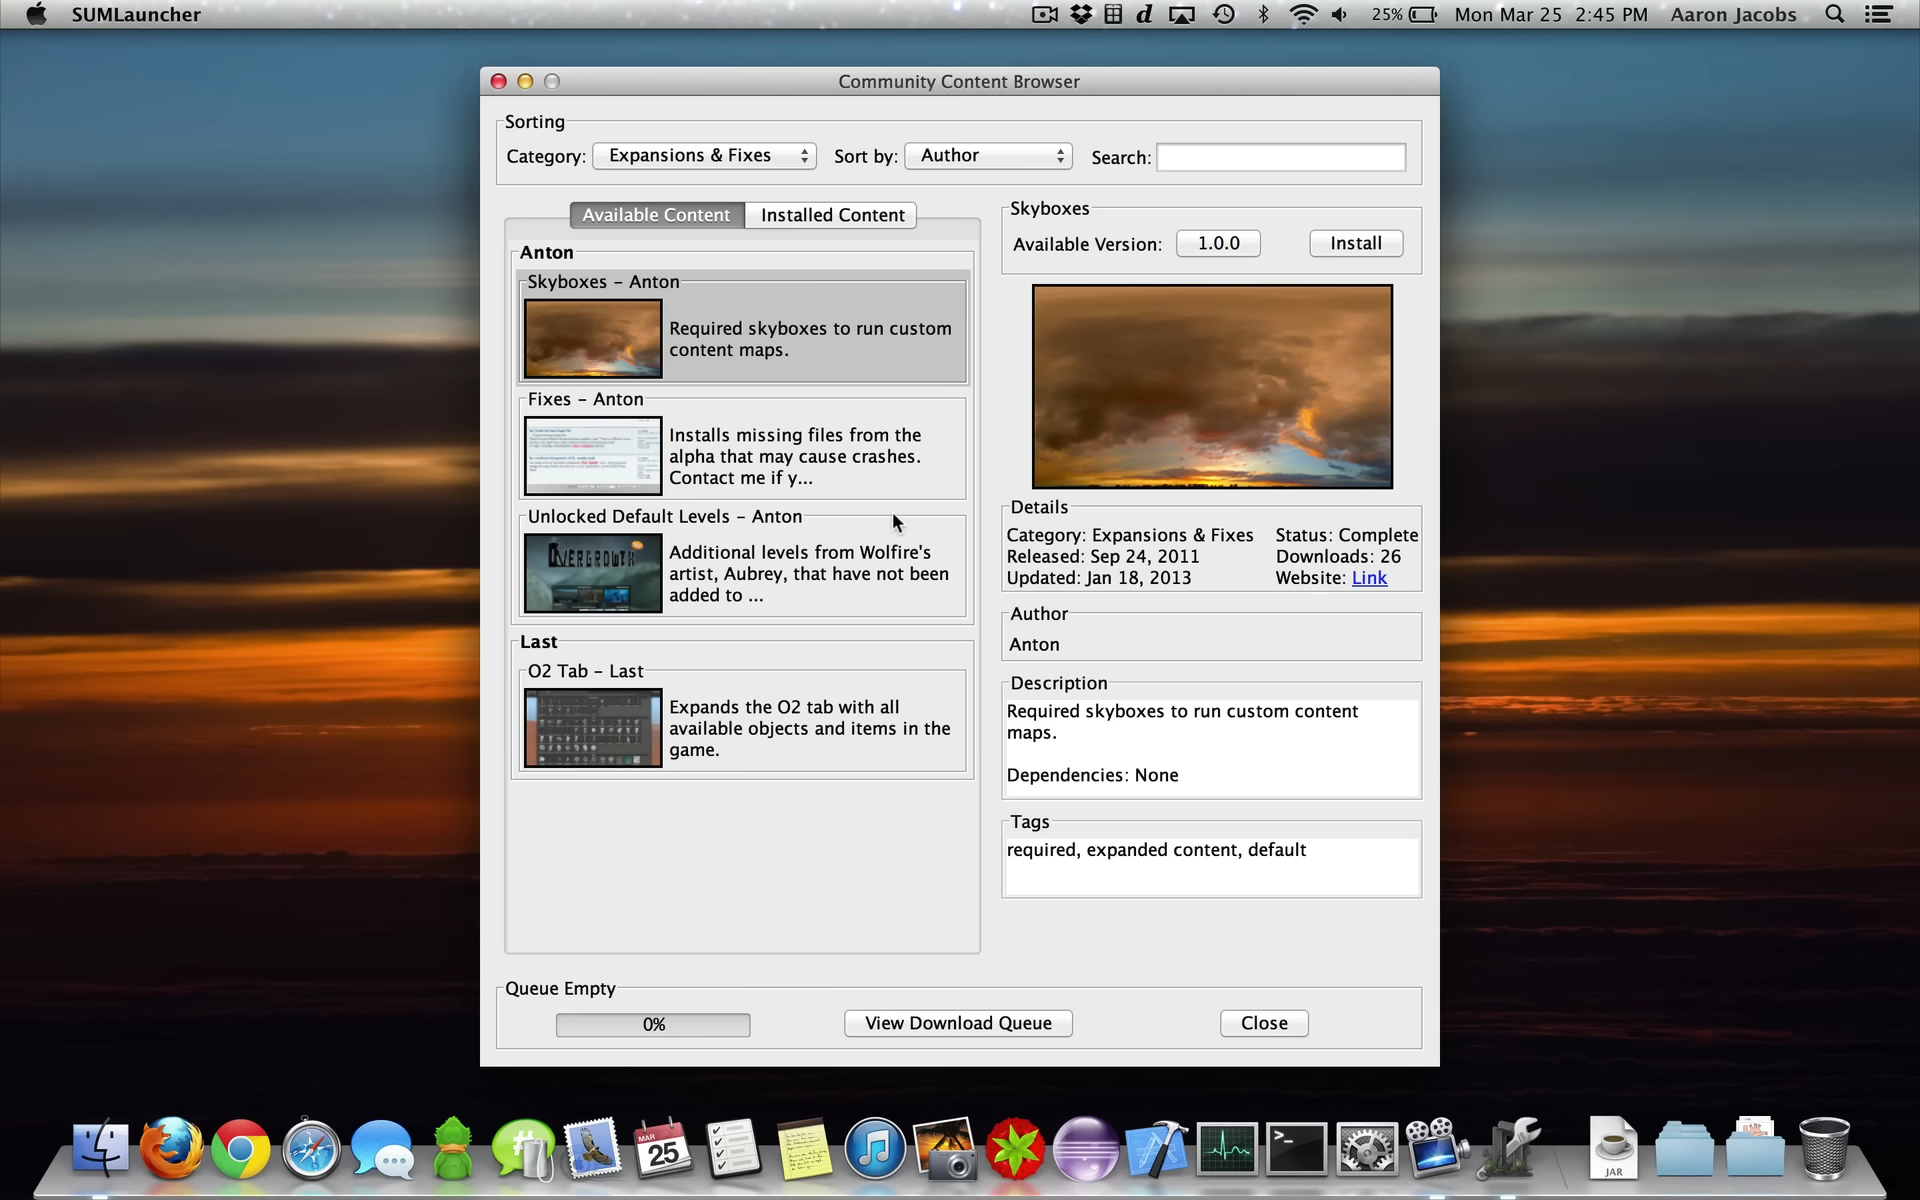 SUMLauncher
25%
Mon Mar 25 2:45 PM
Aaron Jacobs
Community Content Browser
Sorting
Category: Expansions & Fixes
Sort by: Author
Search:
Available Content
Installed Content
Anton
Skyboxes – Anton
Required skyboxes to run custom
content maps.
Fixes – Anton
Installs missing files from the
alpha that may cause crashes.
Contact me if y...
Unlocked Default Levels – Anton
OVERGROWTH
Additional levels from Wolfire's
artist, Aubrey, that have not been
added to ...
Last
O2 Tab – Last
Expands the O2 tab with all
available objects and items in the
game.
Skyboxes
Available Version: 1.0.0
Install
Details
Category: Expansions & Fixes
Status: Complete
Released: Sep 24, 2011
Downloads: 26
Updated: Jan 18, 2013
Website: Link
Author
Anton
Description
Required skyboxes to run custom content
maps.
Dependencies: None
Tags
required, expanded content, default
Queue Empty
0%
View Download Queue
Close
MAR
25
JAR